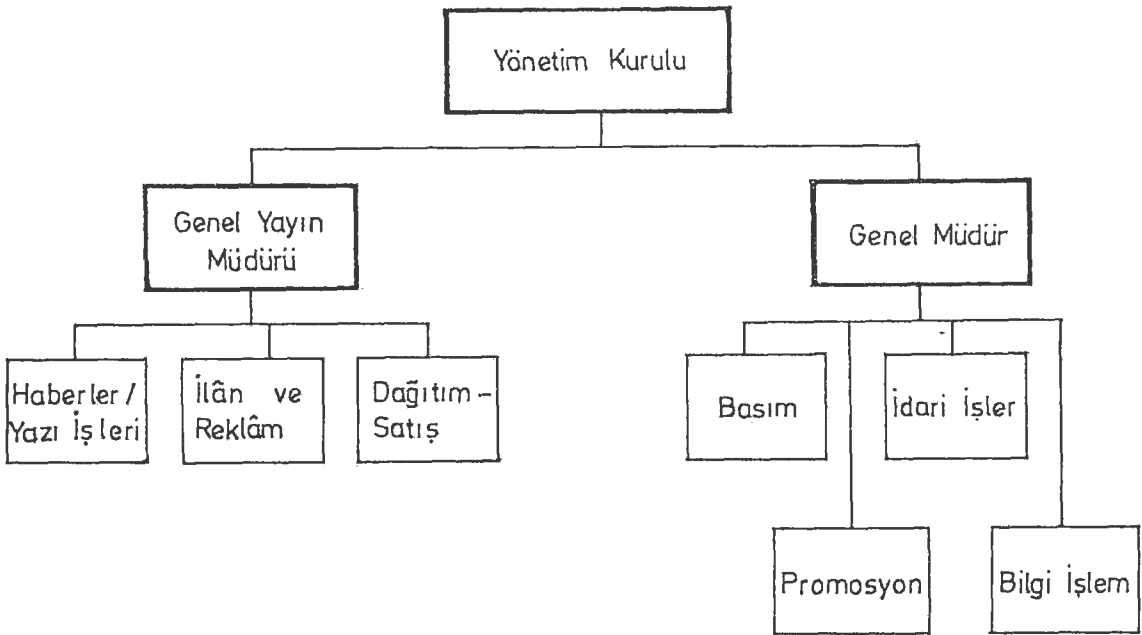 Yönetim Kurulu
Genel Yayın
Müdürü
Genel Müdür
Haberler /
Yazı İşleri
İlân ve
Reklâm
Dağıtım -
Satış
Basım
İdari İşler
Promosyon
Bilgi İşlem